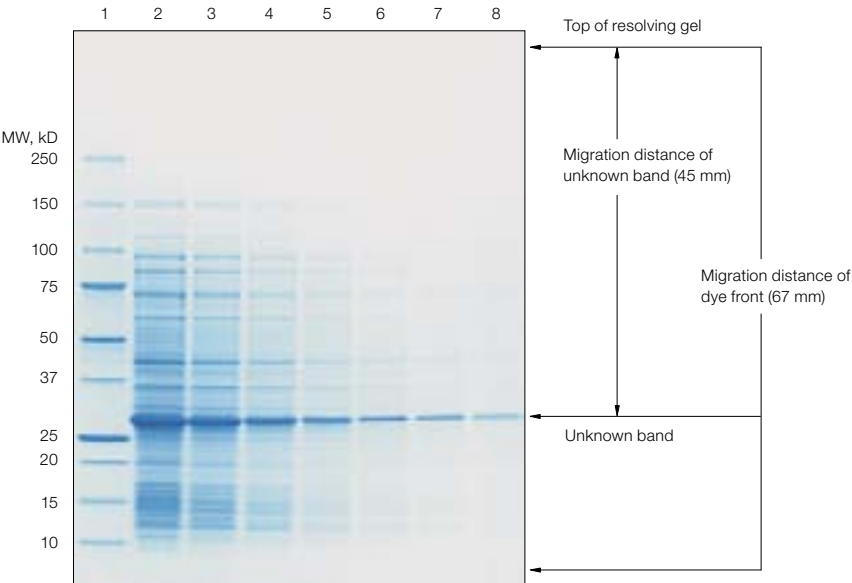 1 2 3 4 5 6 7 8
Top of resolving gel
MW, kD
250
Migration distance of
unknown band (45 mm)
150
100
75
Migration distance of
dye front (67 mm)
50
37
25
Unknown band
20
15
10